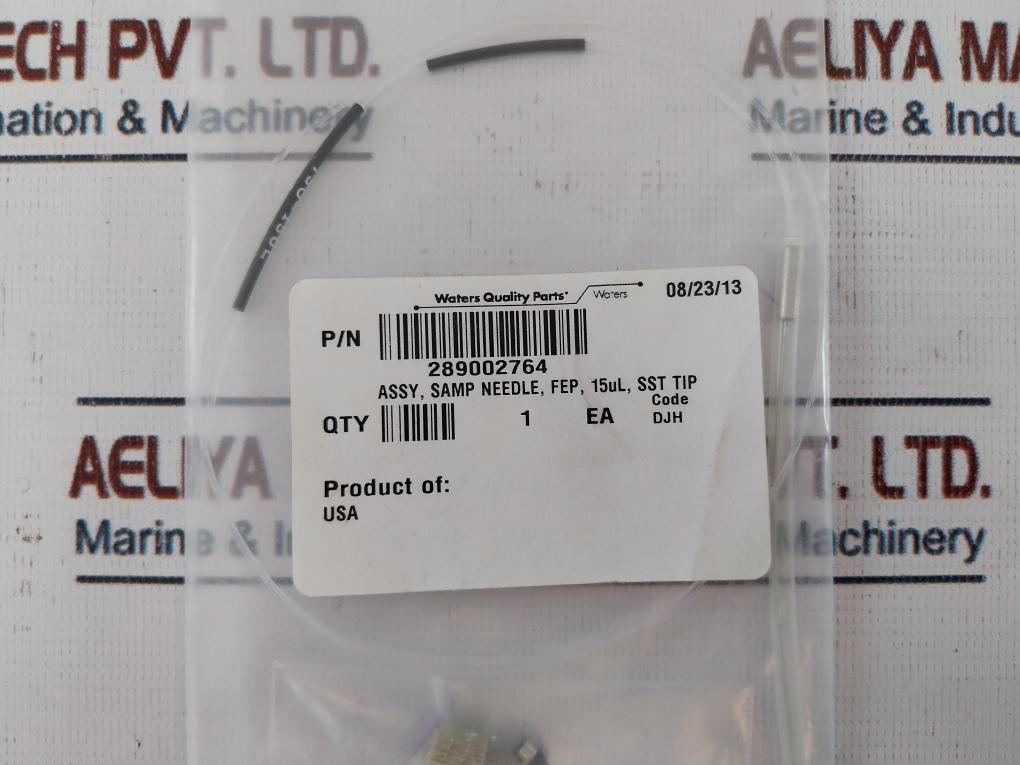 ECH PVT. LTD.
AELIYA MA
ation & Machinery
Marine & Indu
Waters Quality Parts Waters 08/23/13
P/N
289002764
ASSY, SAMP NEEDLE, FEP, 15uL, SST TIP
Code
QTY 1 EA DJH
Product of:
USA
AELIYA T. LTD.
Marine & I Machinery